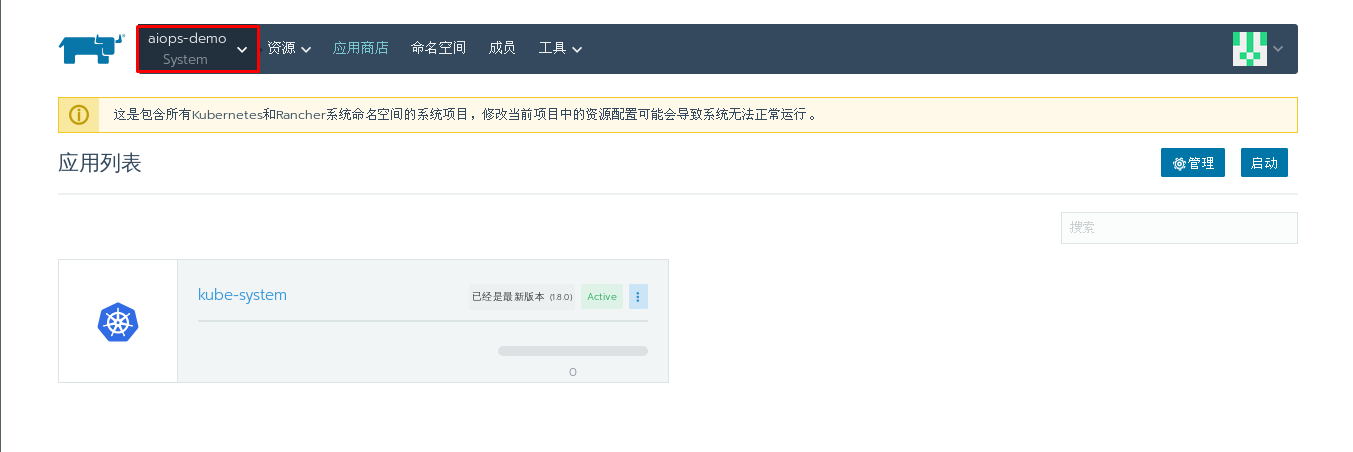 aiops-demo
System
资源
应用商店
命名空间
成员
工具
这是包含所有Kubernetes和Rancher系统命名空间的系统项目，修改当前项目中的资源配置可能会导致系统无法正常运行。
应用列表
管理
启动
搜索
kube-system
已经是最新版本 (1.8.0)
Active
0